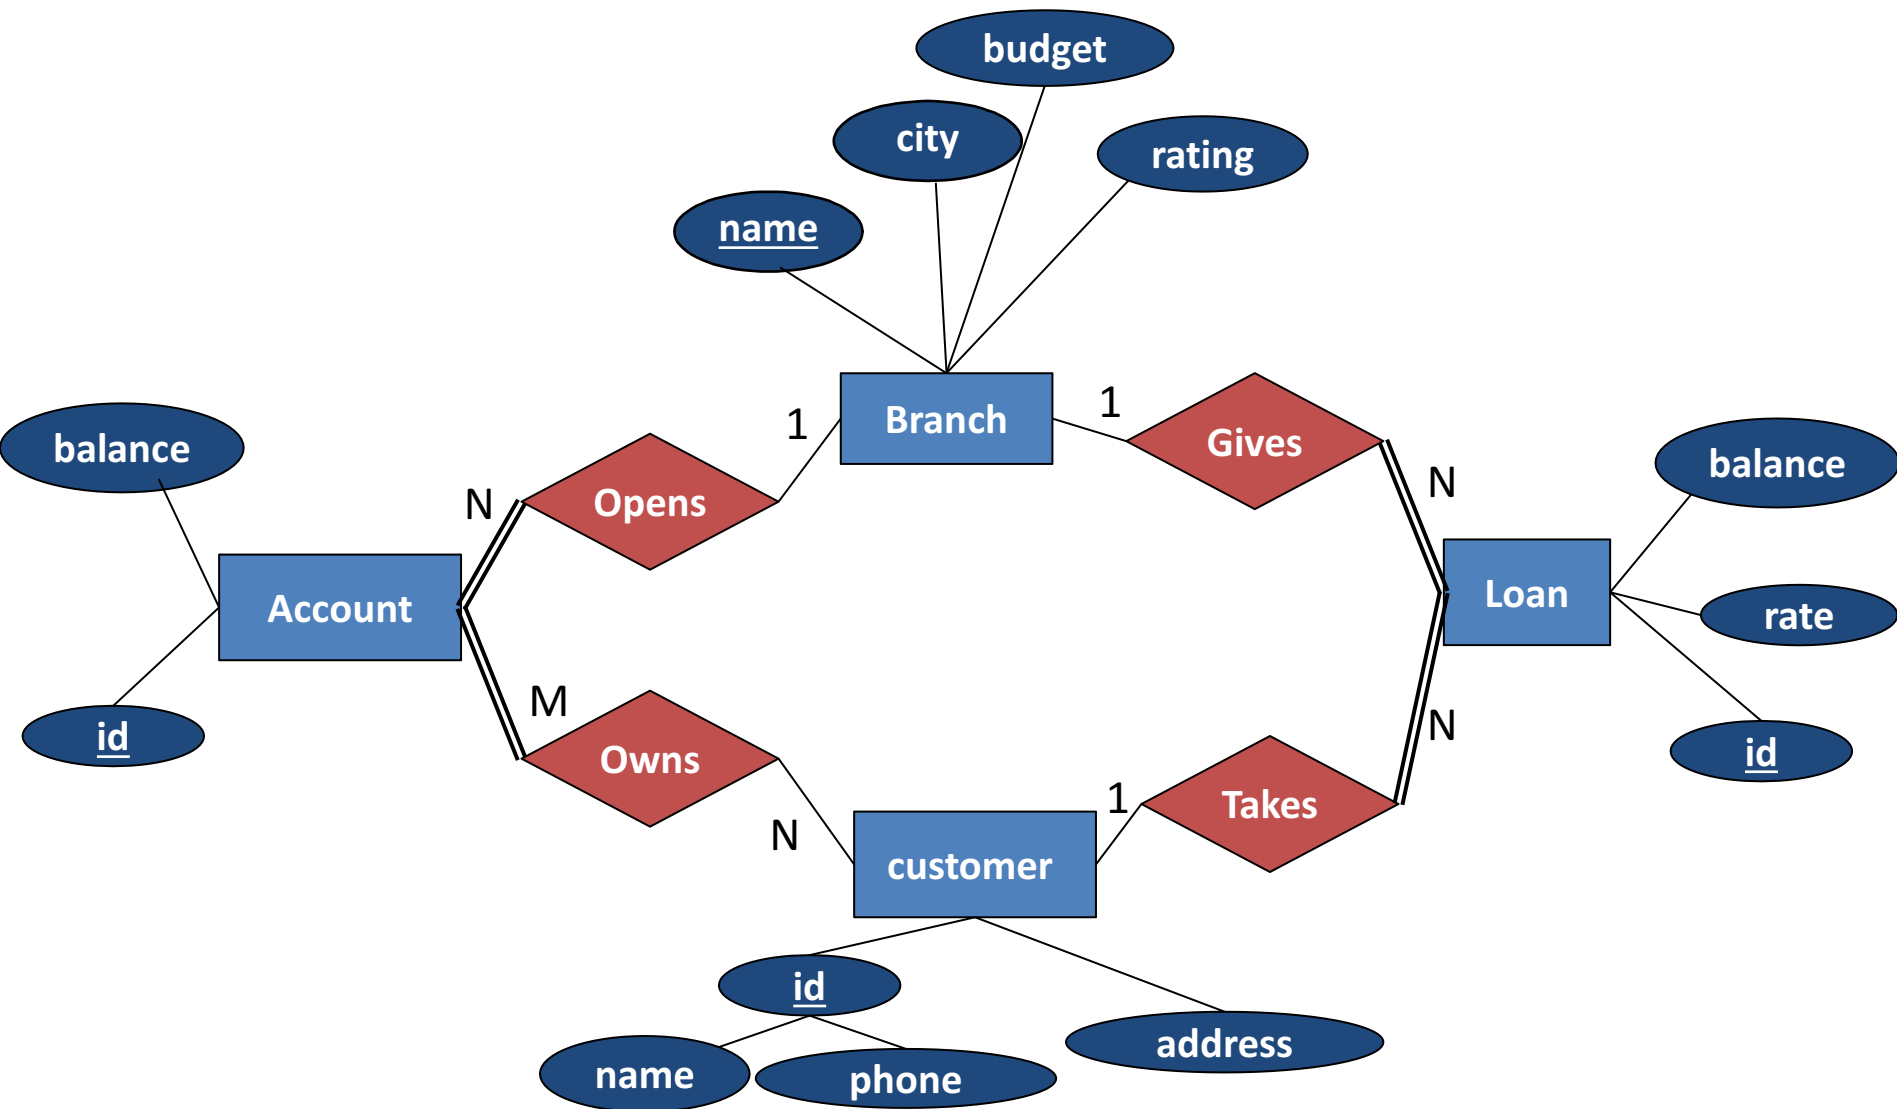 budget
city
rating
name
1
Branch
1
Gives
balance
N
Opens
N
balance
Account
Loan
rate
M
id
Owns
N
id
N
1
Takes
customer
id
address
name
phone